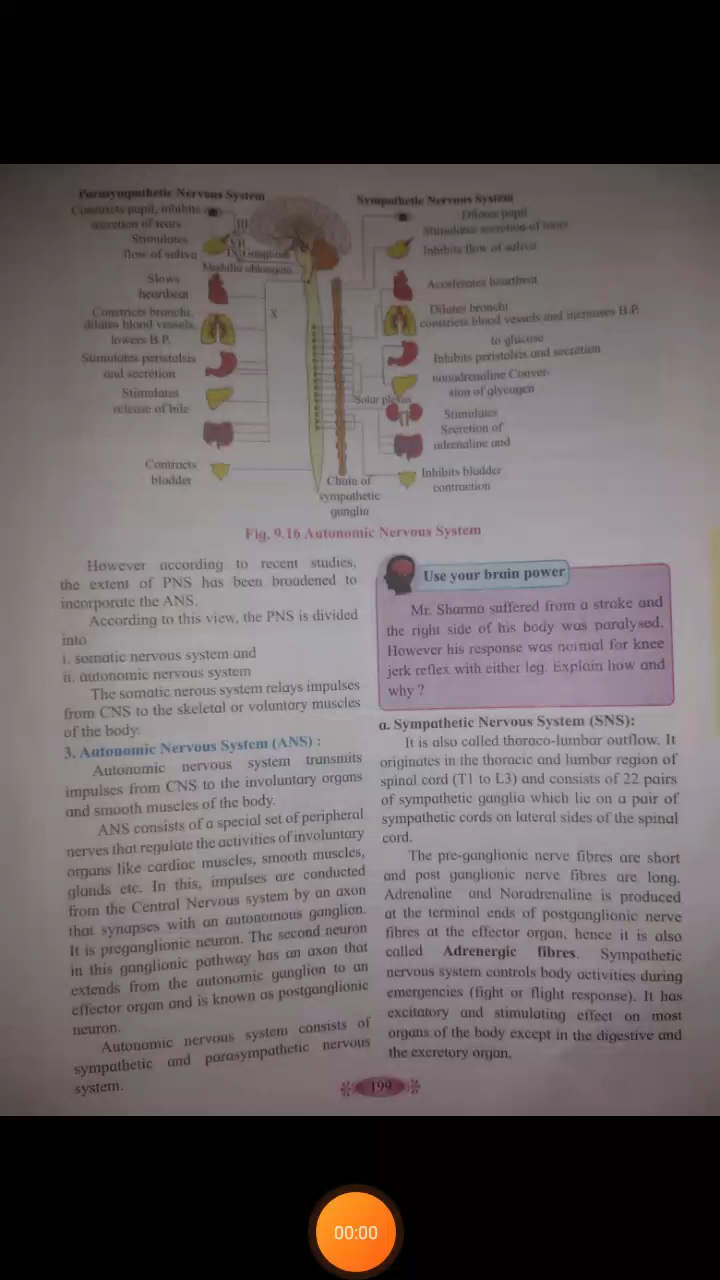 Parasympathetic Nervous System
Constricts pupil, inhibits
secretion of tears
Stimulates
flow of saliva
Slows
heartbeat
Constricts bronchi,
dilates blood vessels,
lowers B.P.
Stimulates peristalsis
and secretion
Stimulates
release of bile
Contracts
bladder
III
VII
IX
Ganglion
Medulla oblongata
X
Solar plexus
Chain of
sympathetic
ganglia
Sympathetic Nervous System
Dilates pupil
Stimulates secretion of tears
Inhibits flow of saliva
Accelerates heartbeat
Dilates bronchi
constricts blood vessels and increases B.P.
to glucose
Inhibits peristalsis and secretion
nonadrenaline Conver-
sion of glycogen
Stimulates
Secretion of
adrenaline and
Inhibits bladder
contraction
Fig. 9.16 Autonomic Nervous System
However according to recent studies,
the extent of PNS has been broadened to
incorporate the ANS.
According to this view, the PNS is divided
into
i. somatic nervous system and
ii. autonomic nervous system
The somatic nerous system relays impulses
from CNS to the skeletal or voluntary muscles
of the body.
3. Autonomic Nervous System (ANS) :
Autonomic nervous system transmits
impulses from CNS to the involuntary organs
and smooth muscles of the body.
ANS consists of a special set of peripheral
nerves that regulate the activities of involuntary
organs like cardiac muscles, smooth muscles,
glands etc. In this, impulses are conducted
from the Central Nervous system by an axon
that synapses with an autonomous ganglion.
It is preganglionic neuron. The second neuron
in this ganglionic pathway has an axon that
extends from the autonomic ganglion to an
effector organ and is known as postganglionic
neuron.
Autonomic nervous system consists of
sympathetic and parasympathetic nervous
system.
Use your brain power
Mr. Sharma suffered from a stroke and
the right side of his body was paralysed.
However his response was normal for knee
jerk reflex with either leg. Explain how and
why ?
a. Sympathetic Nervous System (SNS):
It is also called thoraco-lumbar outflow. It
originates in the thoracic and lumbar region of
spinal cord (T1 to L3) and consists of 22 pairs
of sympathetic ganglia which lie on a pair of
sympathetic cords on lateral sides of the spinal
cord.
The pre-ganglionic nerve fibres are short
and post ganglionic nerve fibres are long.
Adrenaline and Noradrenaline is produced
at the terminal ends of postganglionic nerve
fibres at the effector organ, hence it is also
called Adrenergic fibres. Sympathetic
nervous system controls body activities during
emergencies (fight or flight response). It has
excitatory and stimulating effect on most
organs of the body except in the digestive and
the excretory organ.
199
00:00